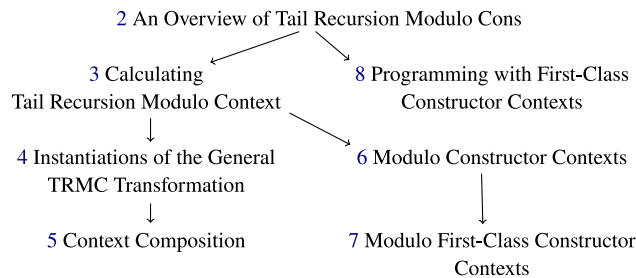 2 An Overview of Tail Recursion Modulo Cons
3 Calculating
Tail Recursion Modulo Context
8 Programming with First-Class
Constructor Contexts
4 Instantiations of the General
TRMC Transformation
6 Modulo Constructor Contexts
5 Context Composition
7 Modulo First-Class Constructor
Contexts